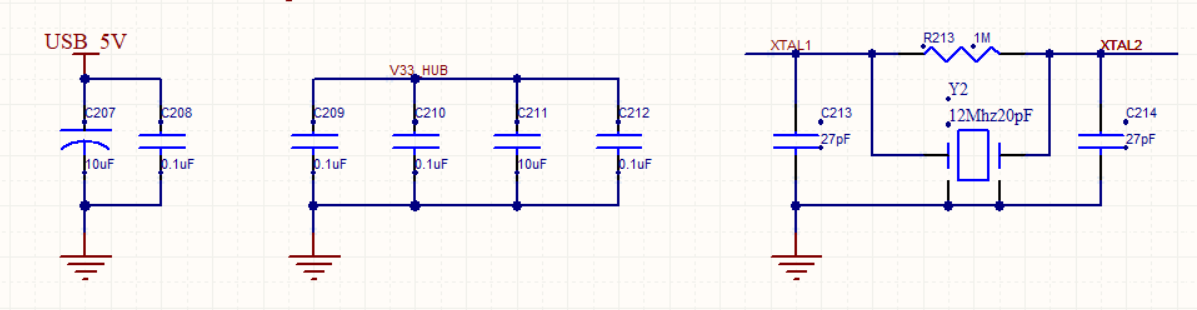 USB_5V
C207
10uF
C208
0.1uF
V33_HUB
C209
0.1uF
C210
0.1uF
C211
10uF
C212
0.1uF
XTAL1
R213
1M
XTAL2
C213
27pF
Y2
12Mhz20pF
C214
27pF